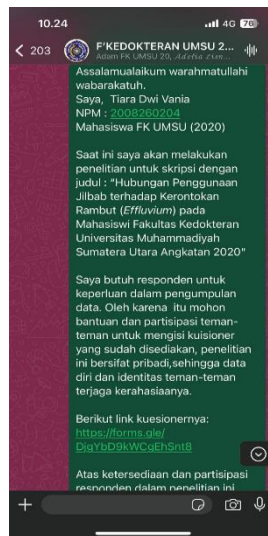 10.24
4G 76
203
F'KEDOKTERAN UMSU 2...
Adam FK UMSU 20,
Assalamualaikum warahmatullahi
wabarakatuh.
Saya, Tiara Dwi Vania
NPM : 2008260204
Mahasiswa FK UMSU (2020)
Saat ini saya akan melakukan
penelitian untuk skripsi dengan
judul : "Hubungan Penggunaan
Jilbab terhadap Kerontokan
Rambut (Effluvium) pada
Mahasiswi Fakultas Kedokteran
Universitas Muhammadiyah
Sumatera Utara Angkatan 2020"
Saya butuh responden untuk
keperluan dalam pengumpulan
data. Oleh karena itu mohon
bantuan dan partisipasi teman-
teman untuk mengisi kuisioner
yang sudah disediakan, penelitian
ini bersifat pribadi,sehingga data
diri dan identitas teman-teman
terjaga kerahasiaanya.
Berikut link kuesionernya:
https://forms.gle/
DjgYbD9kWCgEhSnt8
Atas ketersediaan dan partisipasi
responden dalam penelitian ini